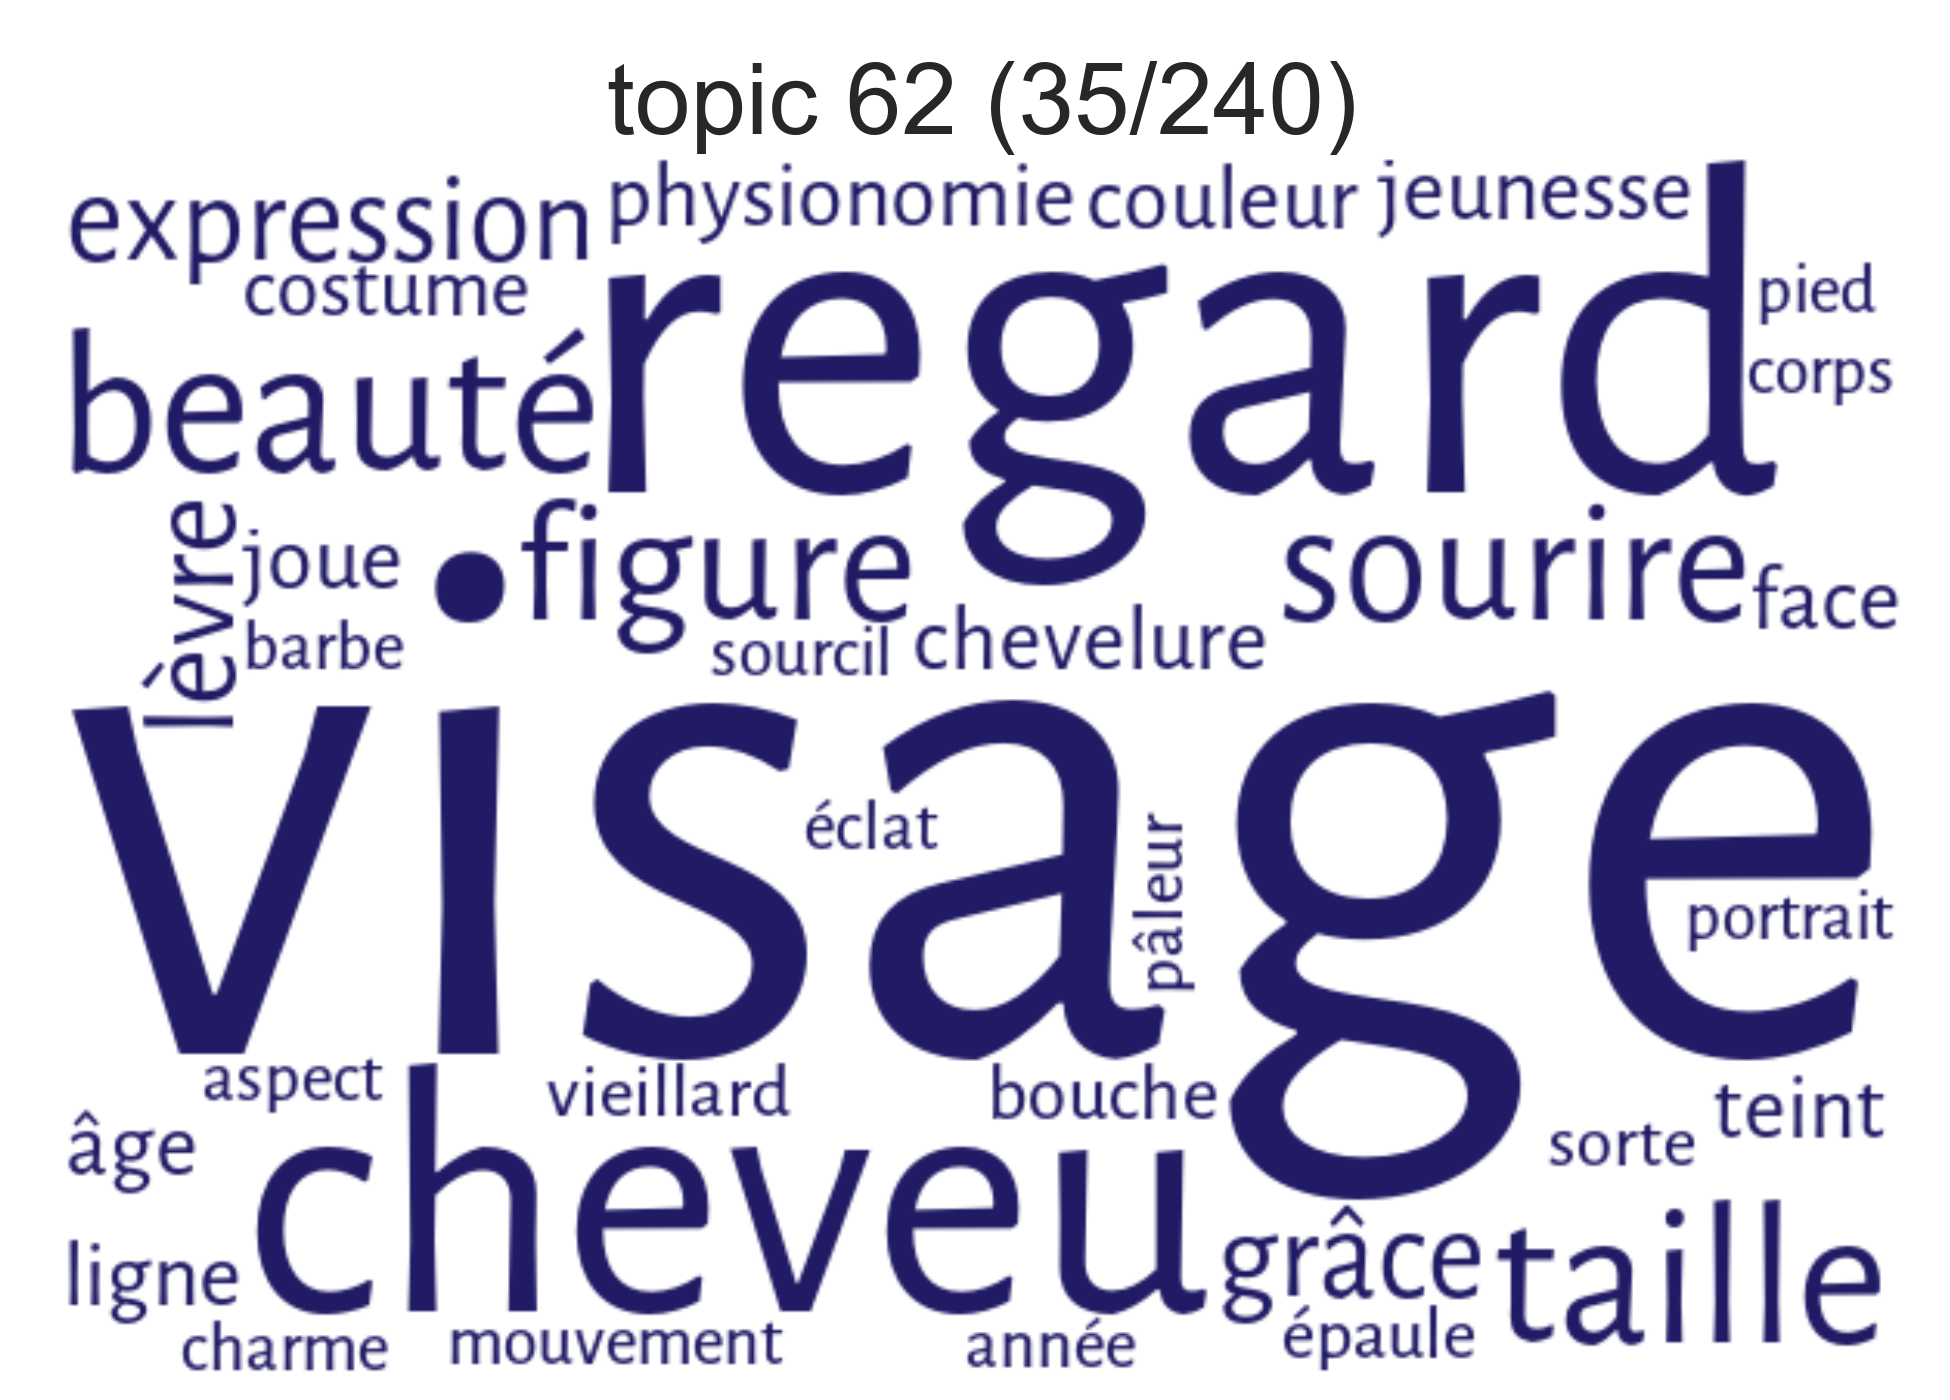 topic 62 (35/240)
expression physionomie couleur jeunesse
costume regard pied
beauté corps
lèvre joue figure sourire face
barbe sourcil chevelure
visage
éclat
pâleur
portrait
aspect vieillard bouche teint
âge sorte
cheveu
ligne grâce taille
charme mouvement année épaule